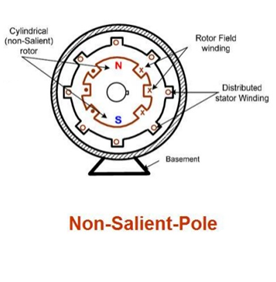 Cylindrical
(non-Salient)
rotor
Rotor Field
winding
N
x
x
x
S
Distributed
stator Winding
Basement
Non-Salient-Pole